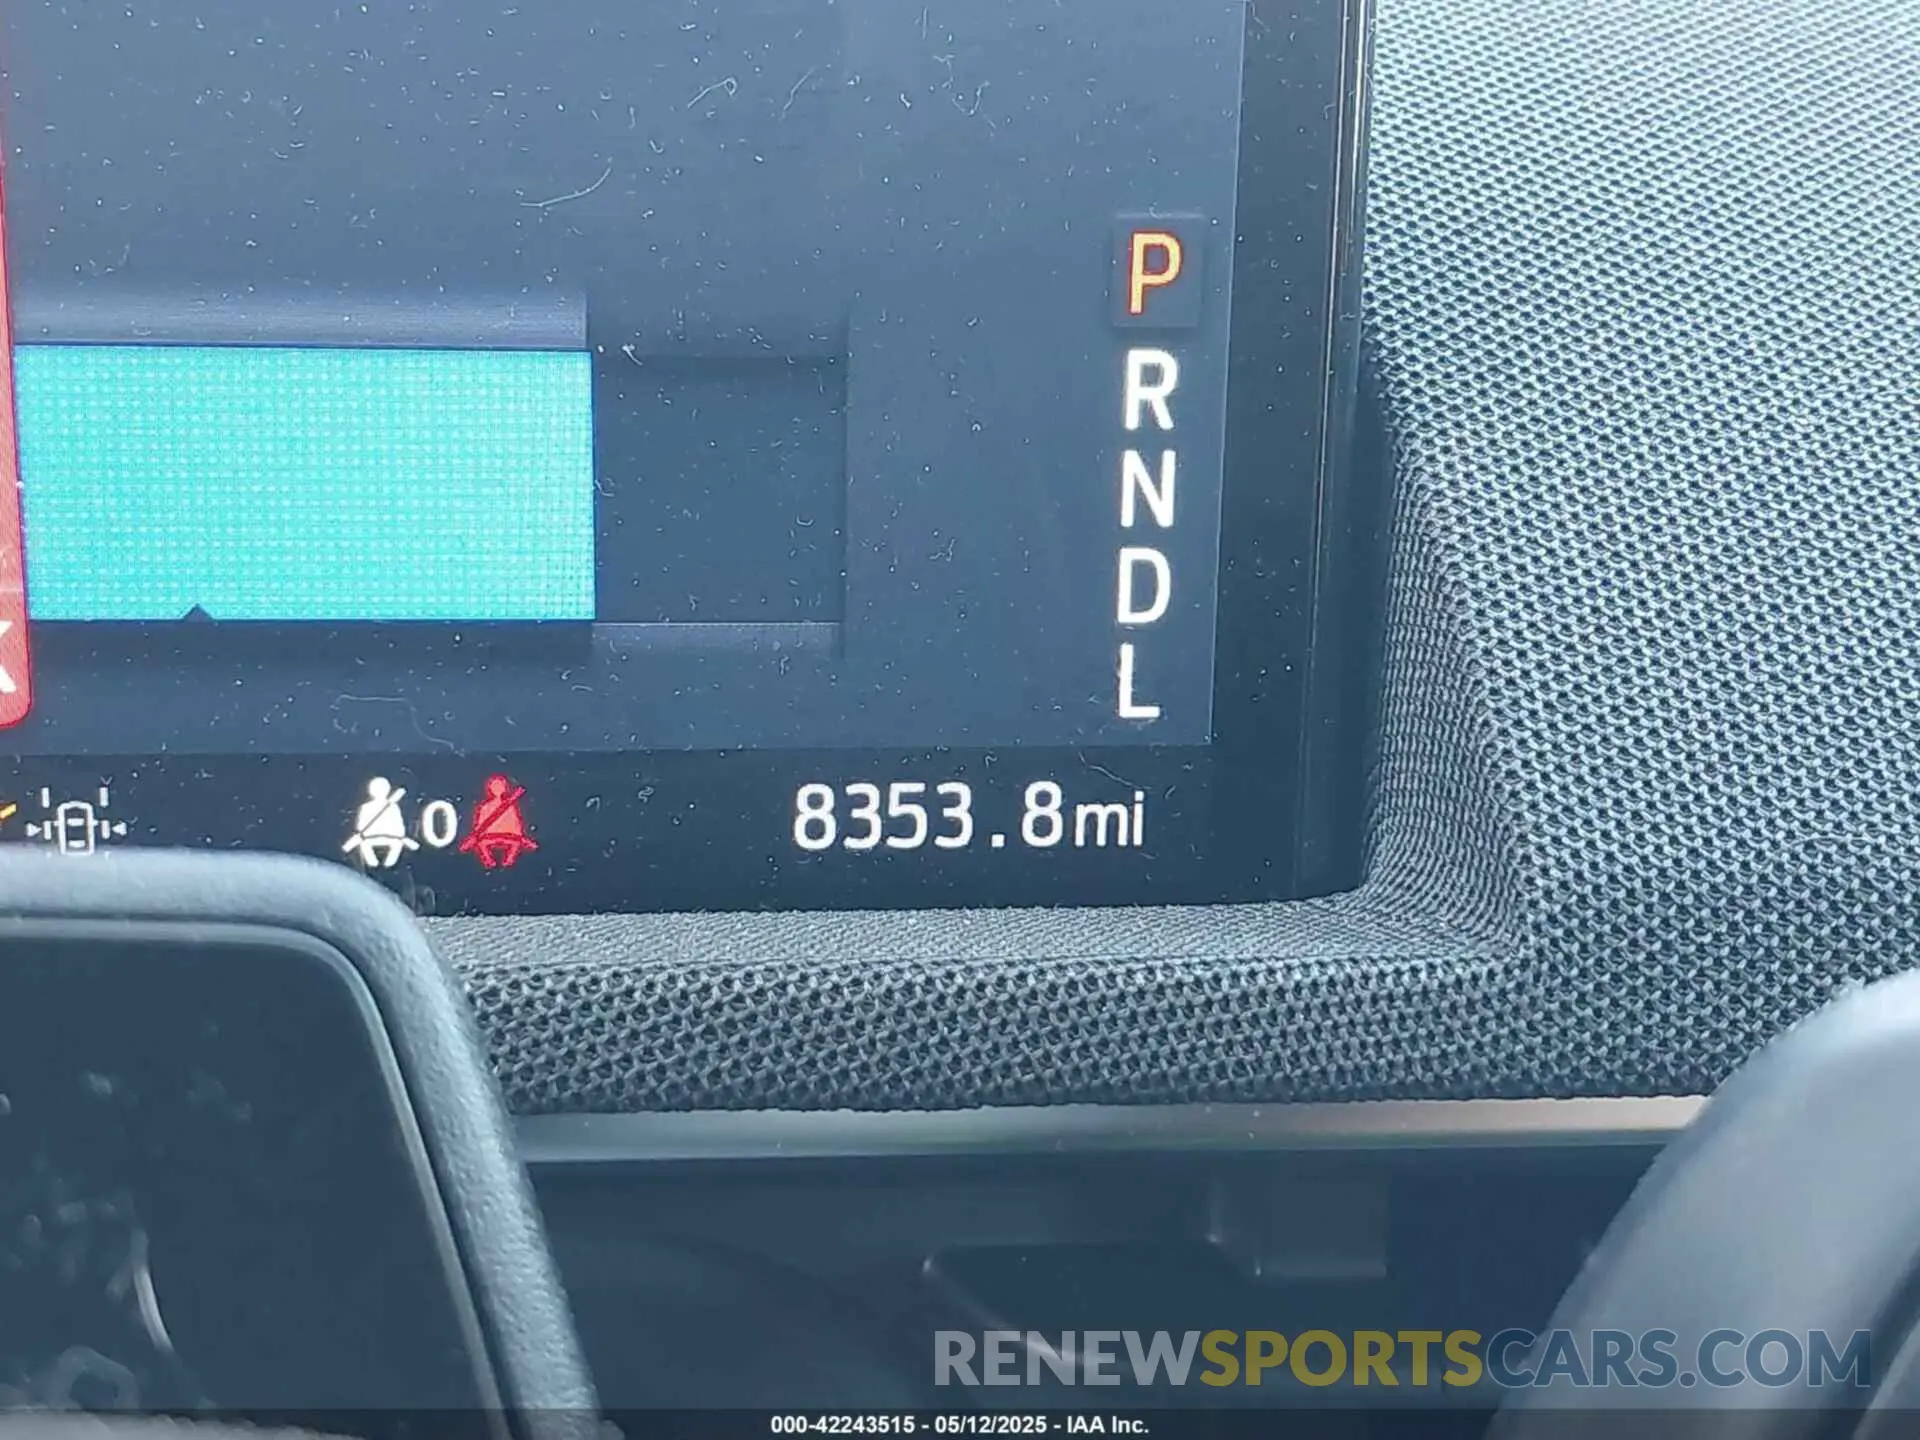 P
R
N
D
L
0
8353.8mi
RENEWSPORTSCARS.COM
000-42243515 - 05/12/2025 - IAA Inc.